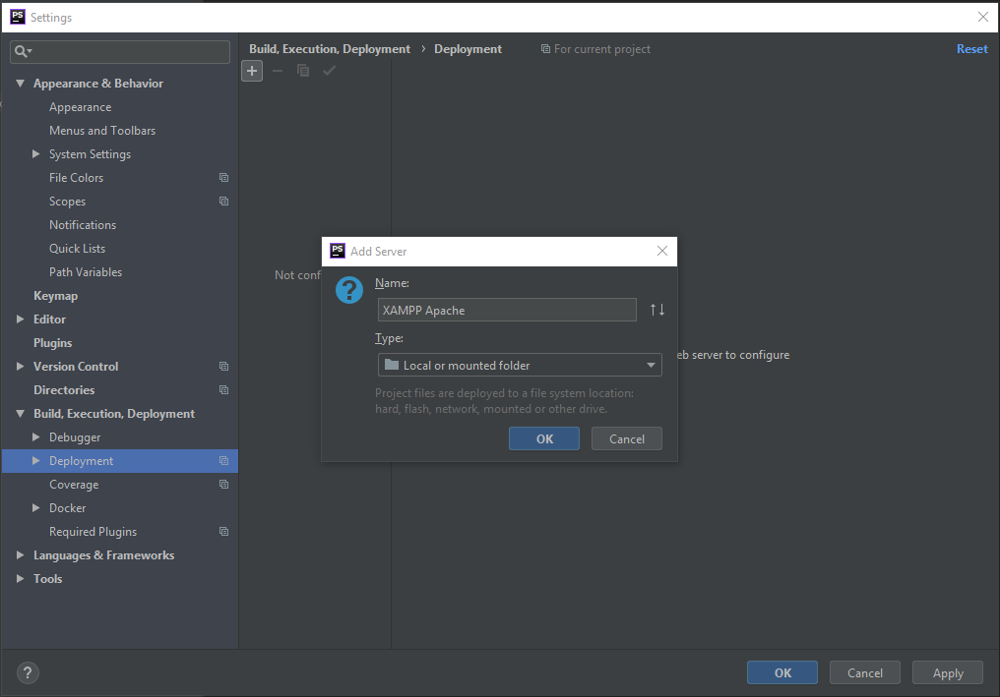 PS Settings
Build, Execution, Deployment › Deployment For current project Reset
Appearance & Behavior
Appearance
Menus and Toolbars
System Settings
File Colors
Scopes
Notifications
Quick Lists
Path Variables
Keymap
Editor
Plugins
Version Control
Directories
Build, Execution, Deployment
Debugger
Deployment
Coverage
Docker
Required Plugins
Languages & Frameworks
Tools
Not conf
eb server to configure
PS Add Server
?
Name:
XAMPP Apache
Type:
Local or mounted folder
Project files are deployed to a file system location:
hard, flash, network, mounted or other drive.
OK Cancel
? OK Cancel Apply